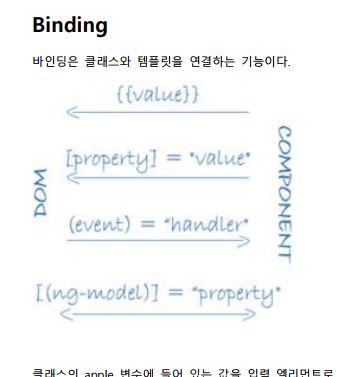 Binding
바인딩은 클래스와 템플릿을 연결하는 기능이다.
{{value}}
[property] = "value"
DOM
COMPONENT
(event) = "handler"
[(ng-model)] = "property"
클래스의 apple 변수에 들어 있는 값을 입력 엘리먼트로